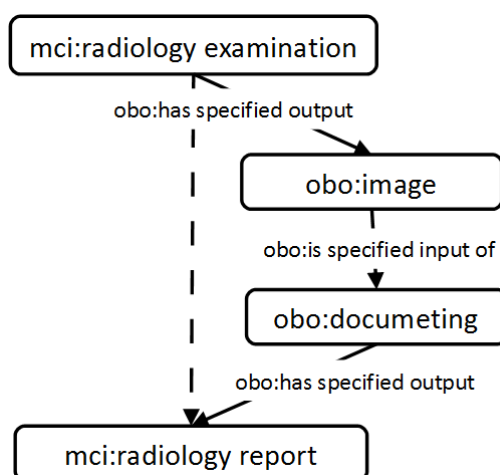 mci:radiology examination
obo:has specified output
obo:image
obo:is specified input of
obo:documeting
obo:has specified output
mci:radiology report